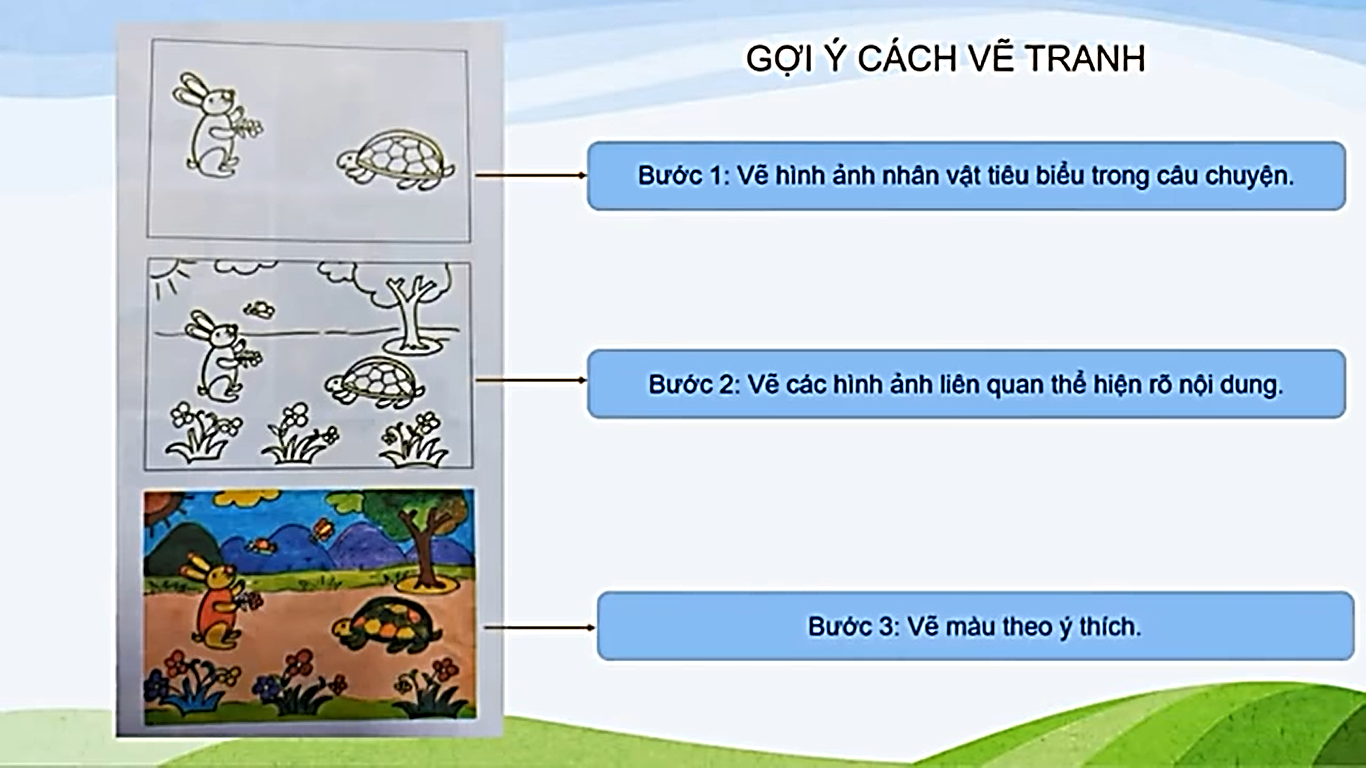 GỢI Ý CÁCH VẼ TRANH
Bước 1: Vẽ hình ảnh nhân vật tiêu biểu trong câu chuyện.
Bước 2: Vẽ các hình ảnh liên quan thể hiện rõ nội dung.
Bước 3: Vẽ màu theo ý thích.